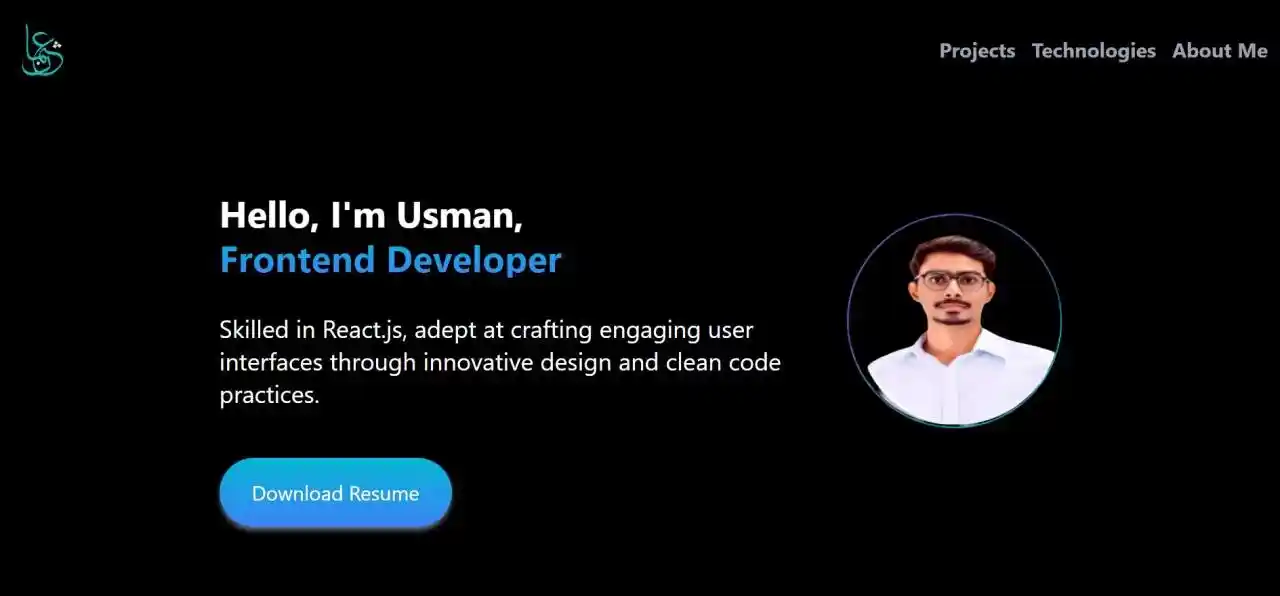 عثمان
Projects Technologies About Me
Hello, I'm Usman,
Frontend Developer
Skilled in React.js, adept at crafting engaging user
interfaces through innovative design and clean code
practices.
Download Resume